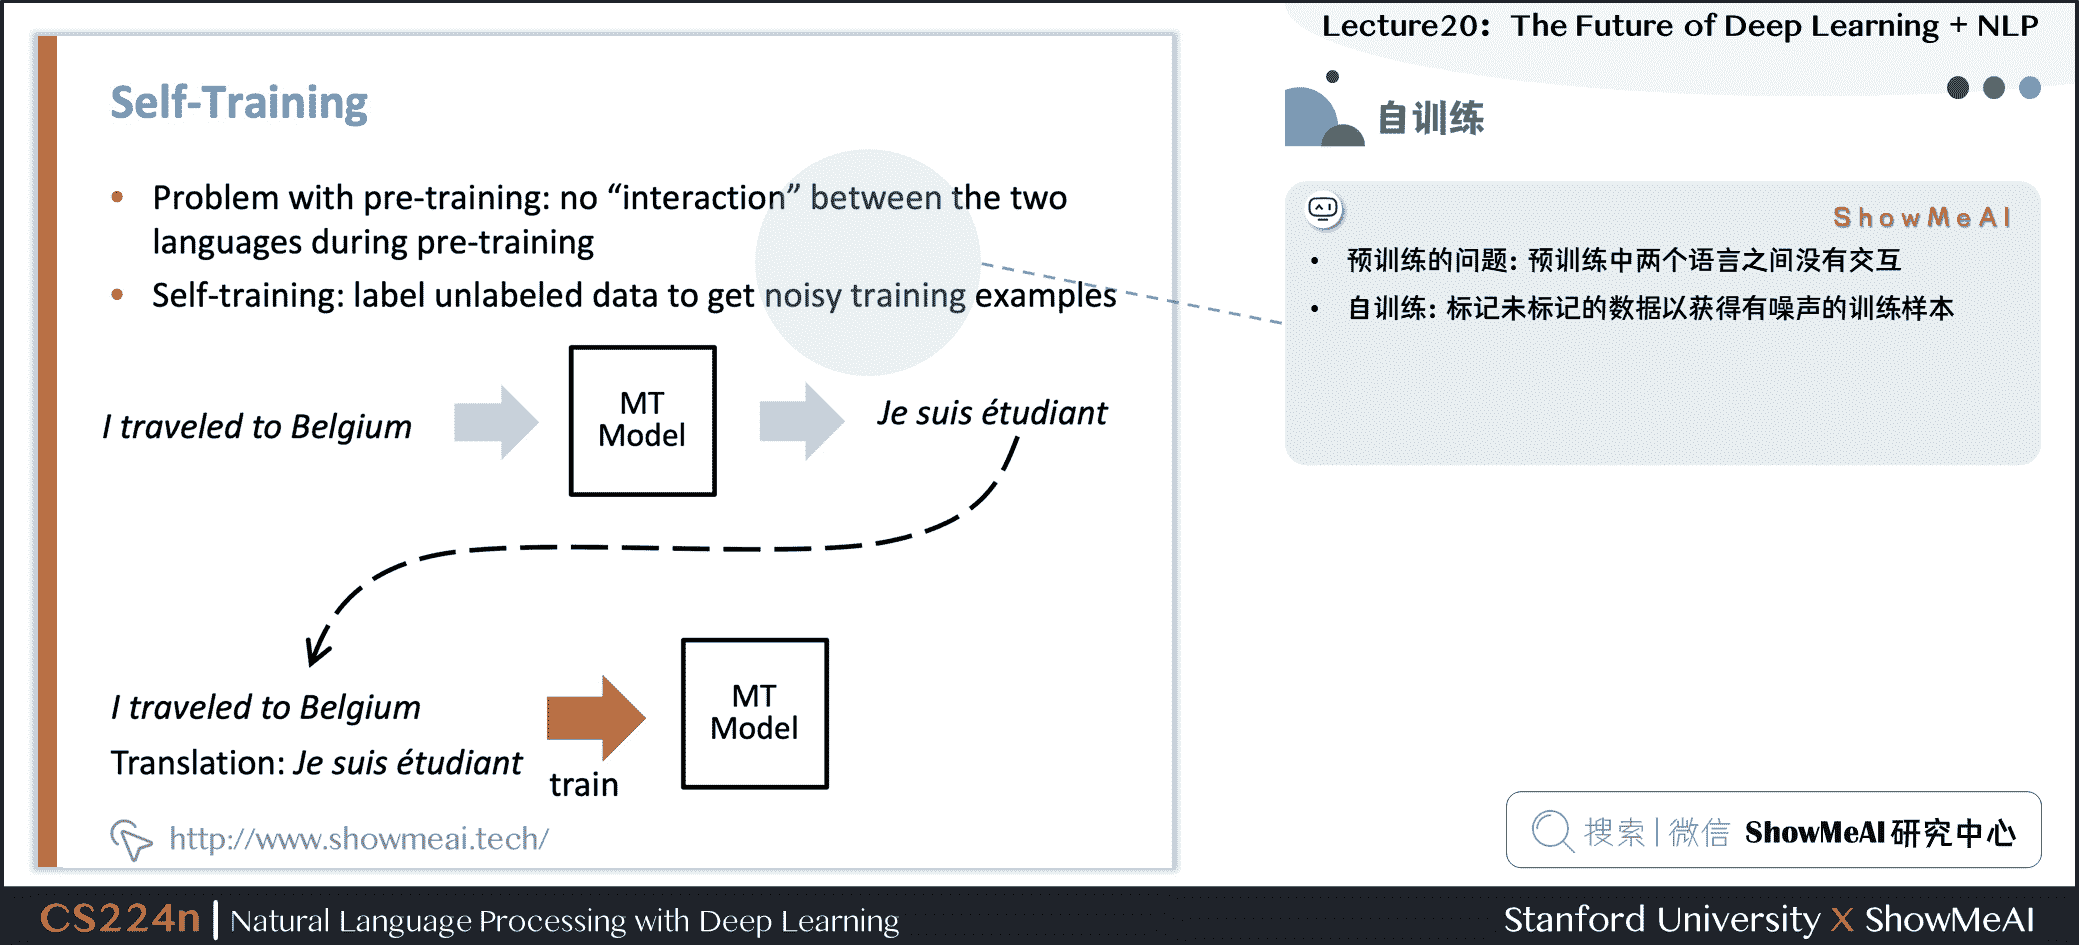 Lecture20: The Future of Deep Learning + NLP
Self-Training
• Problem with pre-training: no “interaction” between the two
languages during pre-training
• Self-training: label unlabeled data to get noisy training examples
I traveled to Belgium
MT
Model
Je suis étudiant
I traveled to Belgium
Translation: Je suis étudiant
train
MT
Model
http://www.showmeai.tech/
自训练
ShowMeAI
• 预训练的问题: 预训练中两个语言之间没有交互
• 自训练: 标记未标记的数据以获得有噪声的训练样本
搜索 | 微信 ShowMeAI 研究中心
CS224n | Natural Language Processing with Deep Learning
Stanford University X ShowMeAI